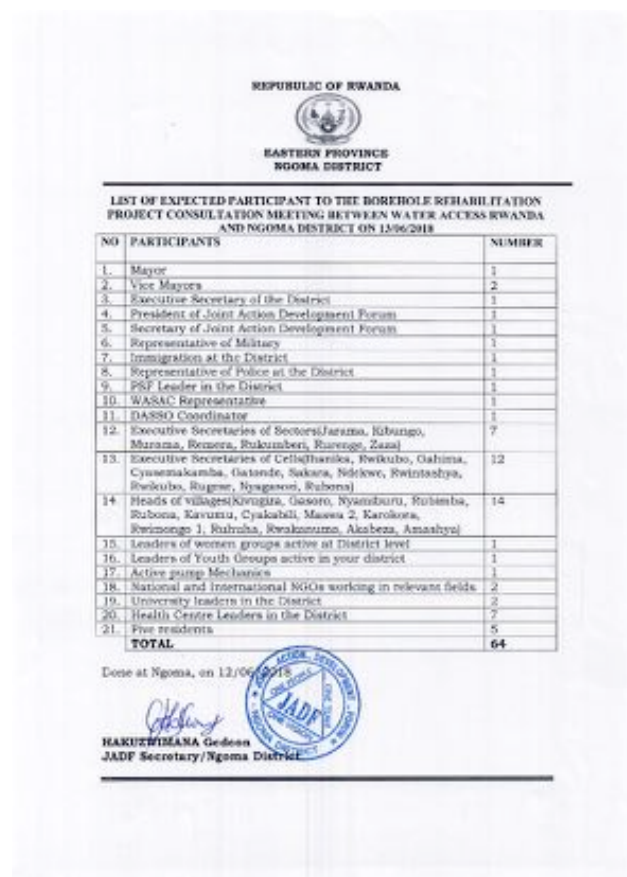 REPUBULIC OF RWANDA
EASTERN PROVINCE
NGOMA DISTRICT
LIST OF EXPECTED PARTICIPANT TO THE BOREHOLE REHABILITATION
PROJECT CONSULTATION MEETING BETWEEN WATER ACCESS RWANDA
AND NGOMA DISTRICT ON 13/06/2018
NO PARTICIPANTS NUMBER
1. Mayor 1
2. Vice Mayors 2
3. Executive Secretary of the District 1
4. President of Joint Action Development Forum 1
5. Secretary of Joint Action Development Forum 1
6. Representative of Military 1
7. Immigration at the District 1
8. Representative of Police at the District 1
9. PSF Leader in the District 1
10. WASAC Representative 1
11. DASSO Coordinator 1
12. Executive Secretaries of Sectors(Jarama, Kibungo, 7
Murama, Remera, Rukumberi, Rurenge, Zaza)
13. Executive Secretaries of Cells(Ihanika, Rwikubo, Gahima, 12
Cyasemakamba, Gatonde, Sakara, Ndekwe, Rwintashya,
Rwikubo, Rugese, Nyagasozi, Rubona)
14. Heads of villages(Kivugiza, Gasoro, Nyamiburu, Rubimba, 14
Rubona, Kavumu, Cyakabili, Maswa 2, Karokora,
Rwimongo 1, Ruhuha, Rwakanumo, Akabeza, Amashya)
15. Leaders of women groups active at District level 1
16. Leaders of Youth Groups active in your district 1
17. Active pump Mechanics 1
18. National and International NGOs working in relevant fields. 2
19. University leaders in the District 2
20. Health Centre Leaders in the District 7
21. Five residents 5
TOTAL 64
Done at Ngoma, on 12/06/2018
JOINT ACTION DEVELOPMENT FORUM
JADF
NGOMA DISTRICT
HAKUZWIMANA Gedeon
JADF Secretary/Ngoma District